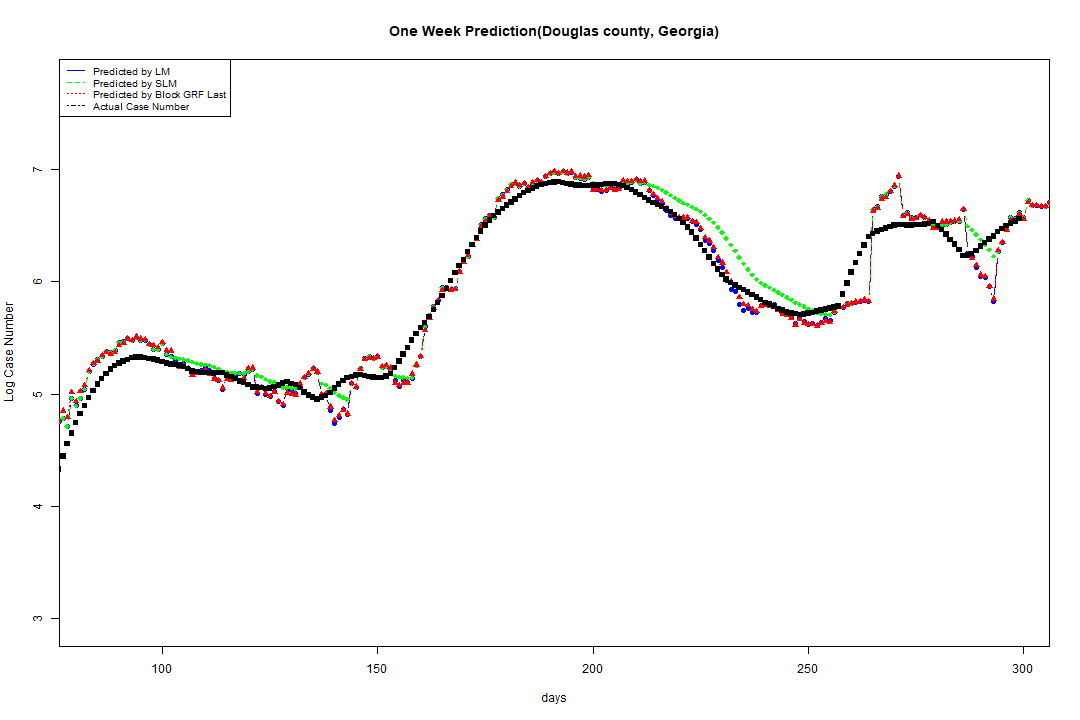 One Week Prediction(Douglas county, Georgia)
Predicted by LM
Predicted by SLM
Predicted by Block GRF Last
Actual Case Number
7
6
5
4
3
Log Case Number
100 150 200 250 300
days